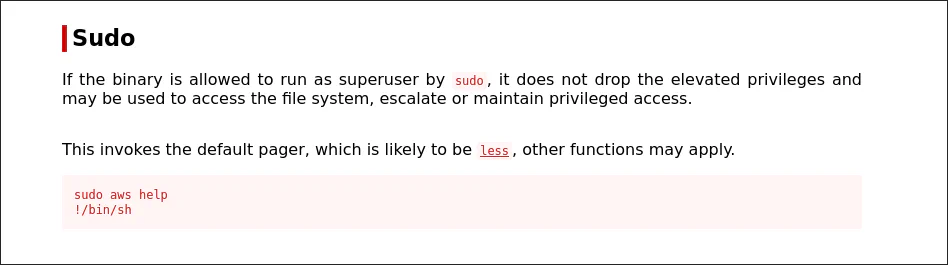 Sudo
If the binary is allowed to run as superuser by sudo, it does not drop the elevated privileges and
may be used to access the file system, escalate or maintain privileged access.
This invokes the default pager, which is likely to be less, other functions may apply.
sudo aws help
!/bin/sh